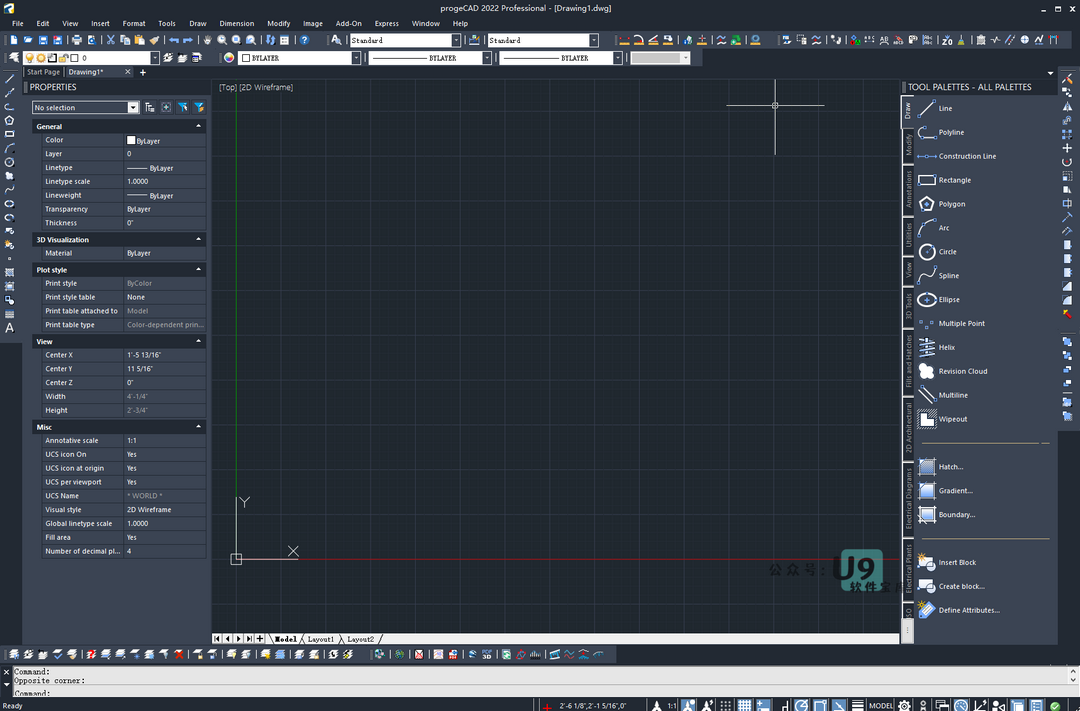 progeCAD 2022 Professional - [Drawing1.dwg]
File Edit View Insert Format Tools Draw Dimension Modify Image Add-On Express Window Help
Standard Standard
0 BYLAYER BYLAYER BYLAYER
Start Page Drawing1*
PROPERTIES
[Top] [2D Wireframe]
TOOL PALETTES - ALL PALETTES
No selection
General
Color ByLayer
Layer 0
Linetype ByLayer
Linetype scale 1.0000
Lineweight ByLayer
Transparency ByLayer
Thickness 0"
3D Visualization
Material ByLayer
Plot style
Print style ByColor
Print style table None
Print table attached to Model
Print table type Color-dependent prin...
View
Center X 1'-5 13/16"
Center Y 11 5/16"
Center Z 0"
Width 4'-1/4"
Height 2'-3/4"
Misc
Annotative scale 1:1
UCS icon On Yes
UCS icon at origin Yes
UCS per viewport Yes
UCS Name * WORLD *
Visual style 2D Wireframe
Global linetype scale 1.0000
Fill area Yes
Number of decimal pl... 4
Y
X
Draw
Modify
Annotations
Utilities
View
3D Tools
Fills and Hatches
2D Architectural
Electrical Diagrams
Electrical Plants
Line
Polyline
Construction Line
Rectangle
Polygon
Arc
Circle
Spline
Ellipse
Multiple Point
Helix
Revision Cloud
Multiline
Wipeout
Hatch...
Gradient...
Boundary...
Insert Block
Create block...
Define Attributes...
公众号: U9
软件宝库
Model Layout1 Layout2
Command:
Opposite corner:
Command:
Ready 2'-6 1/8",2'-1 5/16",0" 1:1 MODEL